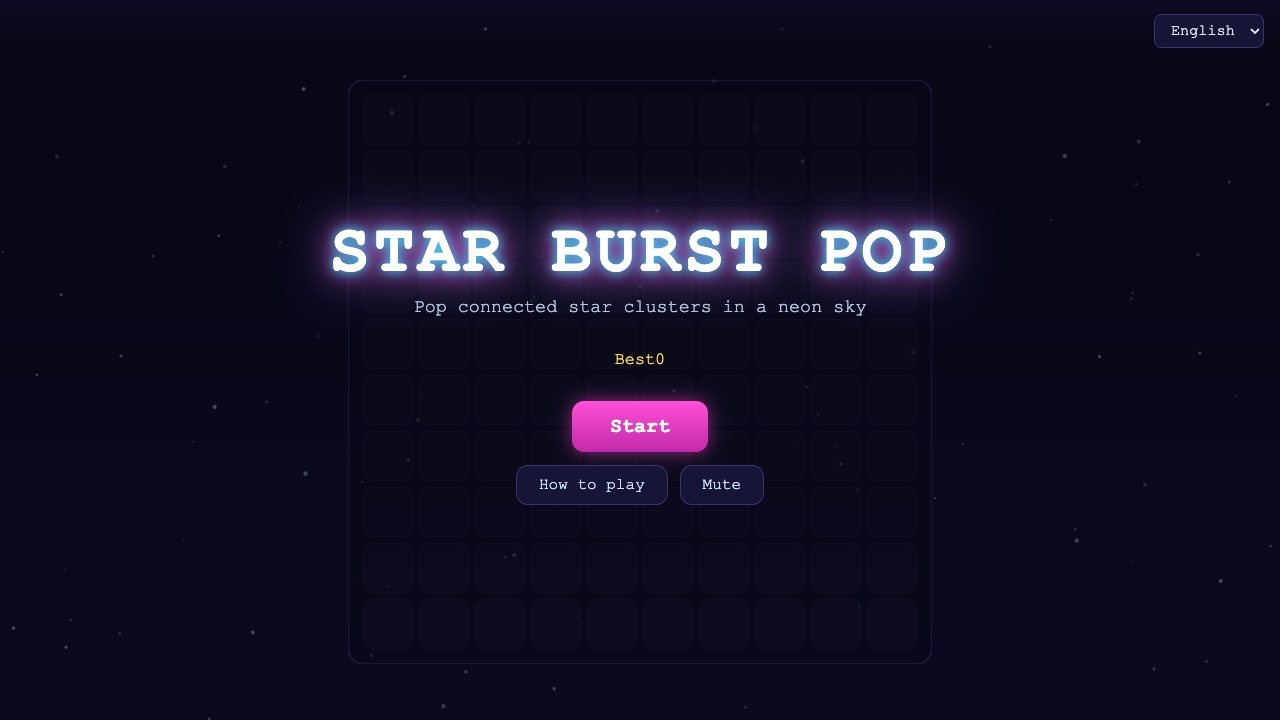 English
STAR BURST POP
Pop connected star clusters in a neon sky
Best0
Start
How to play
Mute